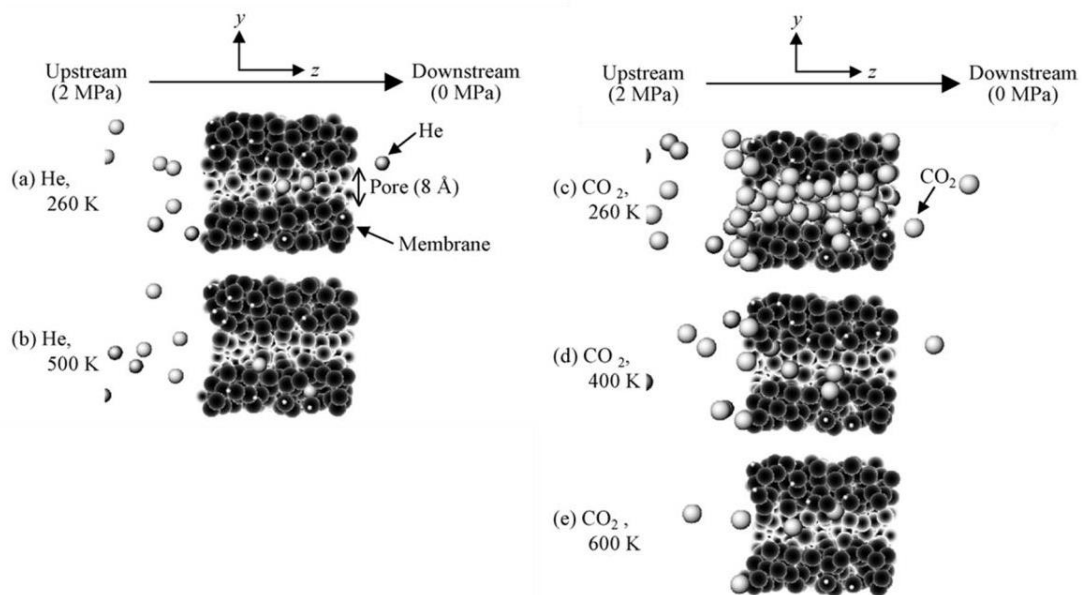 y
z
Upstream
(2 MPa)
Downstream
(0 MPa)
He
(a) He,
260 K
Pore (8 Å)
Membrane
(b) He,
500 K
y
z
Upstream
(2 MPa)
Downstream
(0 MPa)
(c) CO2,
260 K
CO2
(d) CO2,
400 K
(e) CO2,
600 K